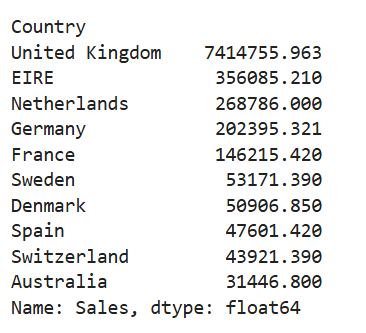 Country
United Kingdom    7414755.963
EIRE               356085.210
Netherlands        268786.000
Germany            202395.321
France             146215.420
Sweden              53171.390
Denmark             50906.850
Spain               47601.420
Switzerland         43921.390
Australia           31446.800
Name: Sales, dtype: float64